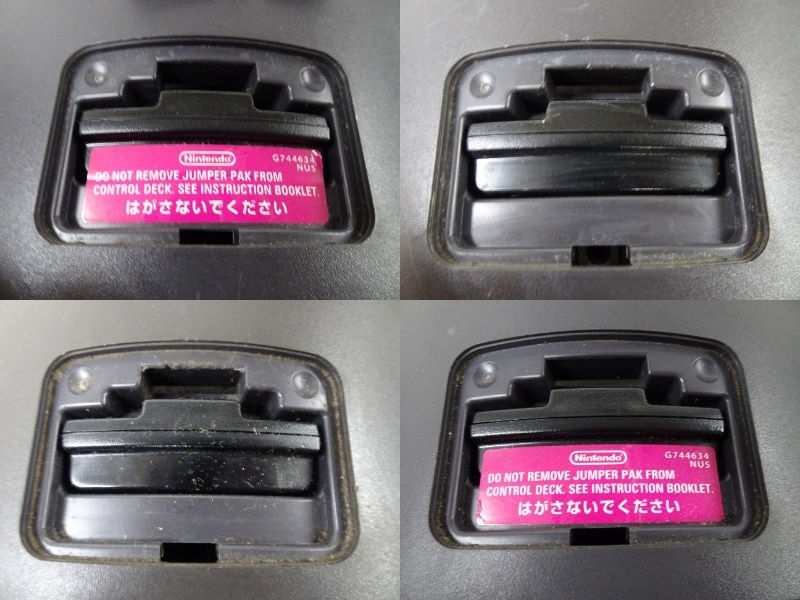 Nintendo
G744634
NUS
DO NOT REMOVE JUMPER PAK FROM
CONTROL DECK. SEE INSTRUCTION BOOKLET.
はがさないでください
Nintendo
G744634
NUS
DO NOT REMOVE JUMPER PAK FROM
CONTROL DECK. SEE INSTRUCTION BOOKLET.
はがさないでください